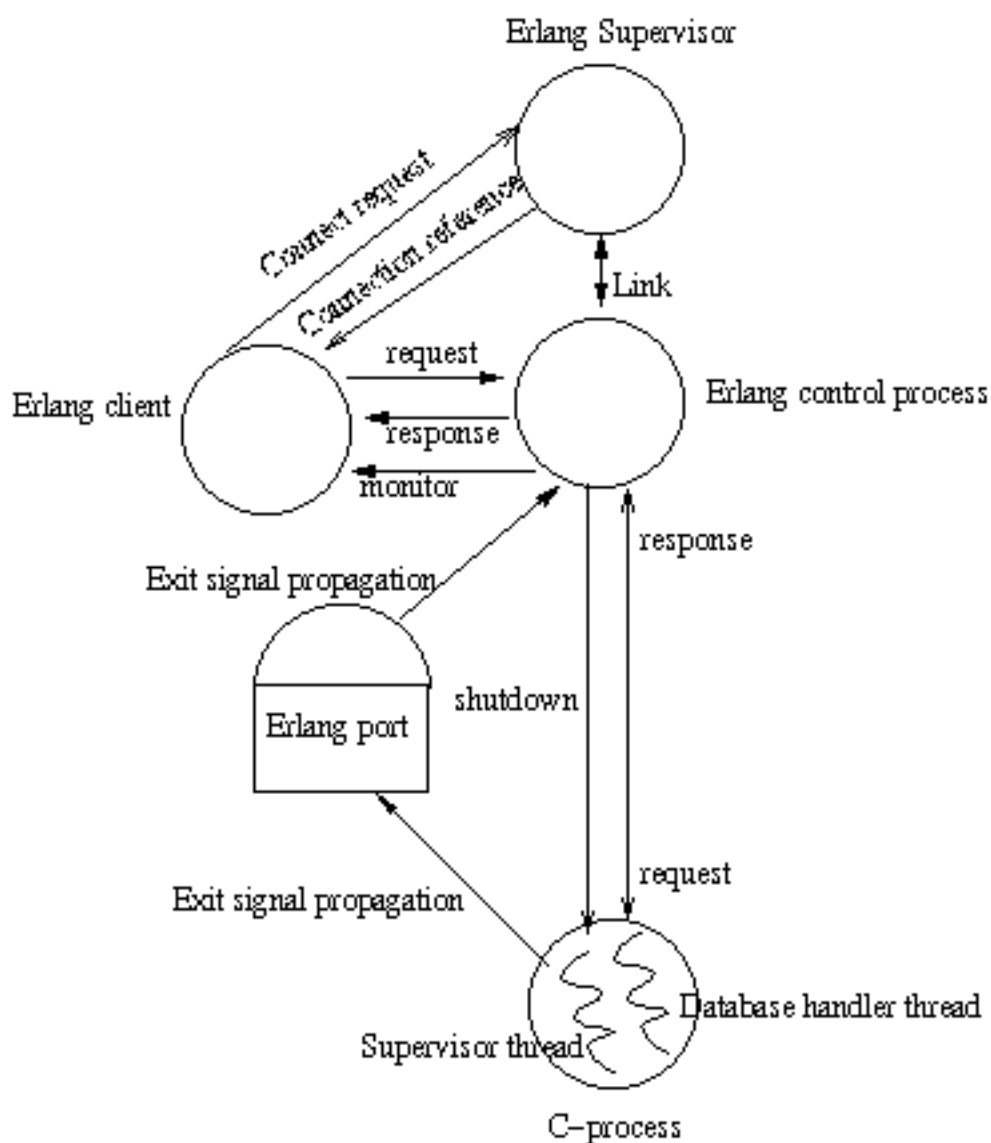 Erlang Supervisor
Connect request
Connection reference
Link
request
Erlang client
Erlang control process
response
monitor
response
Exit signal propagation
shutdown
Erlang port
request
Exit signal propagation
Database handler thread
Supervisor thread
C-process